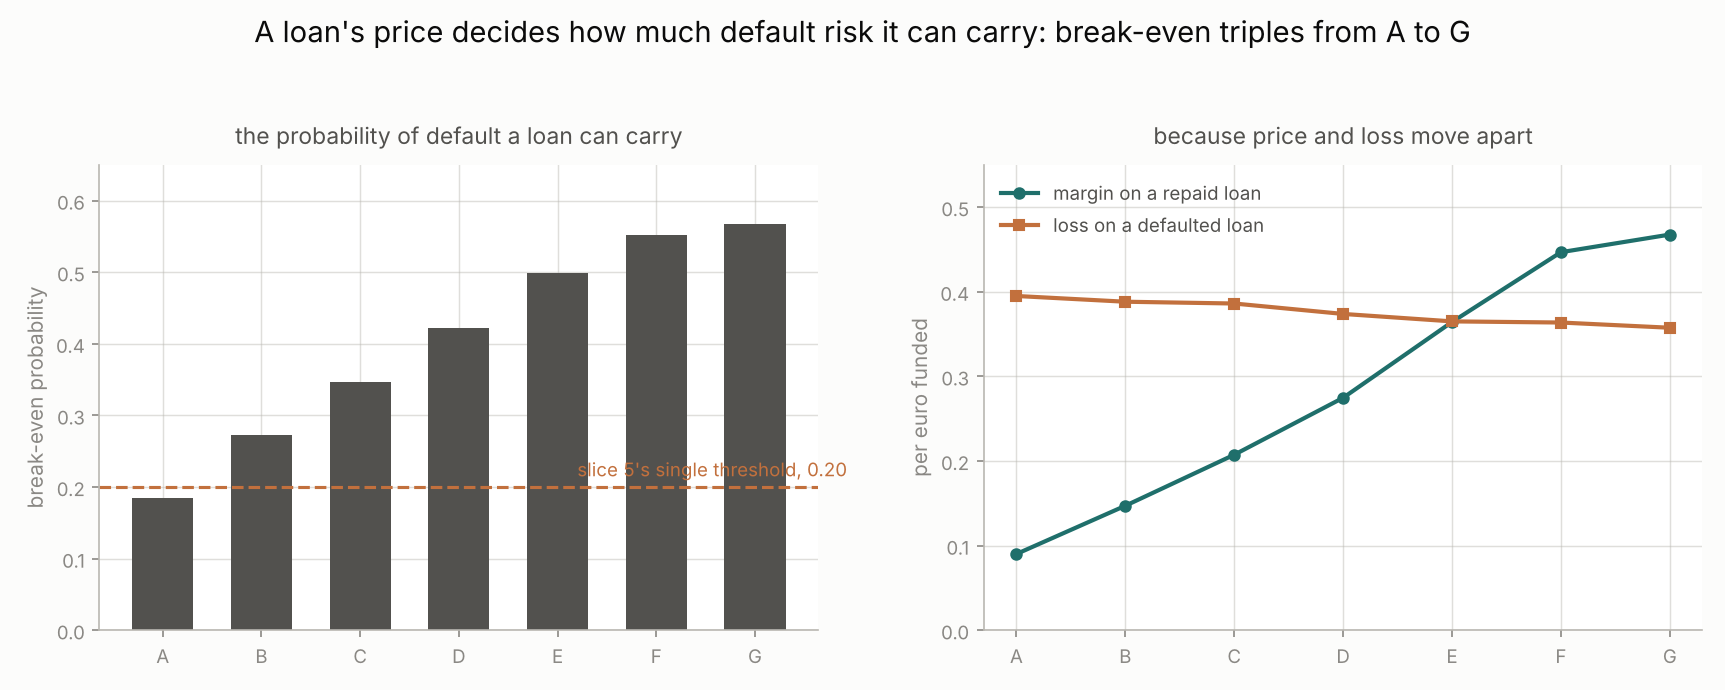 A loan's price decides how much default risk it can carry: break-even triples from A to G
the probability of default a loan can carry
break-even probability
0.6
0.5
0.4
0.3
0.2
0.1
0.0
slice 5's single threshold, 0.20
A B C D E F G
because price and loss move apart
margin on a repaid loan
loss on a defaulted loan
per euro funded
0.5
0.4
0.3
0.2
0.1
0.0
A B C D E F G